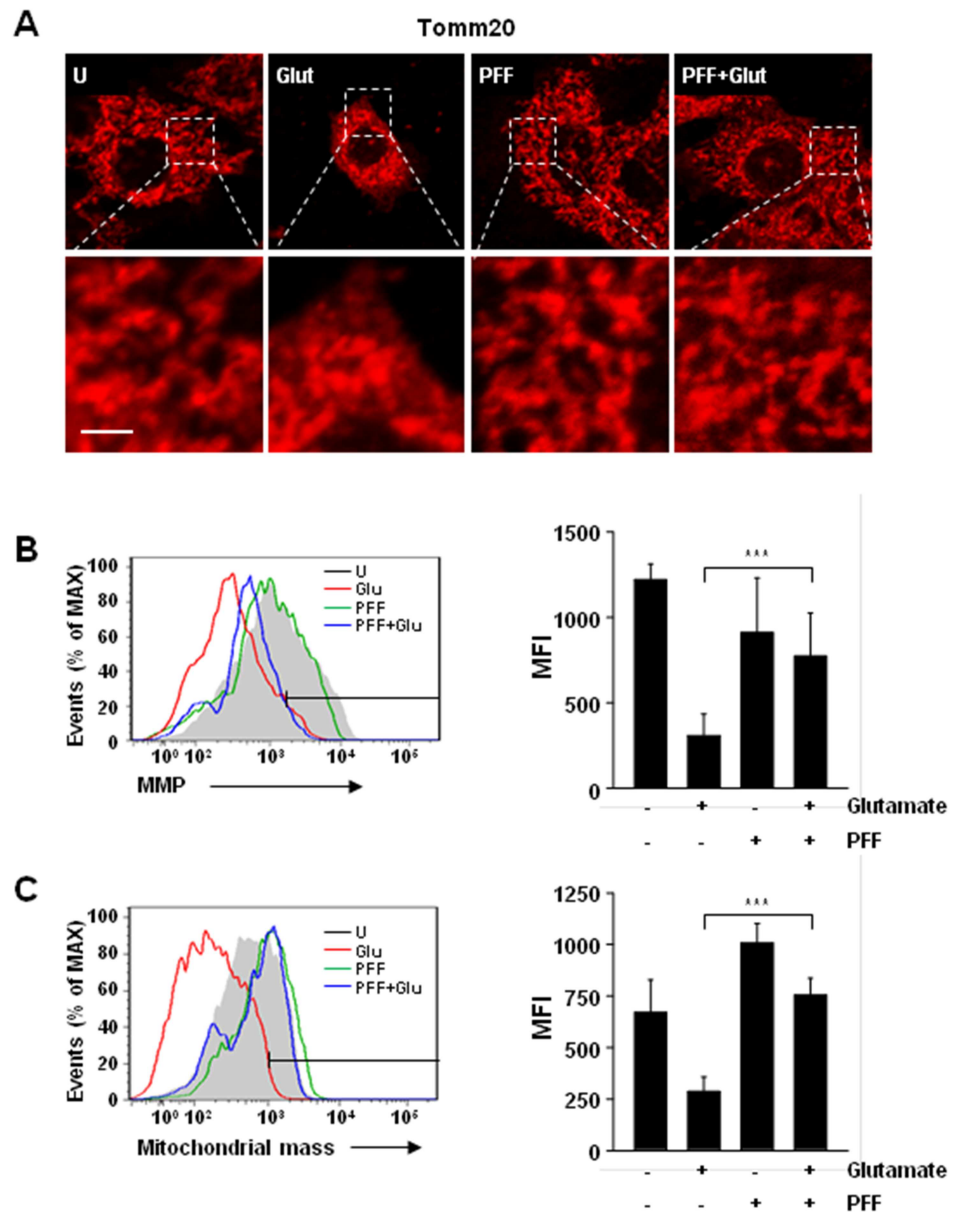 A
Tomm20
U
Glut
PFF
PFF+Glut
B
Events (% of MAX)
100
80
60
40
20
0
U
Glu
PFF
PFF+Glu
10⁰ 10² 10³ 10⁴ 10⁵
MMP
MFI
1500
1000
500
0
***
- + - + Glutamate
- - + + PFF
C
Events (% of MAX)
100
80
60
40
20
0
U
Glu
PFF
PFF+Glu
10⁰ 10² 10³ 10⁴ 10⁵
Mitochondrial mass
MFI
1250
1000
750
500
250
0
***
- + - + Glutamate
- - + + PFF